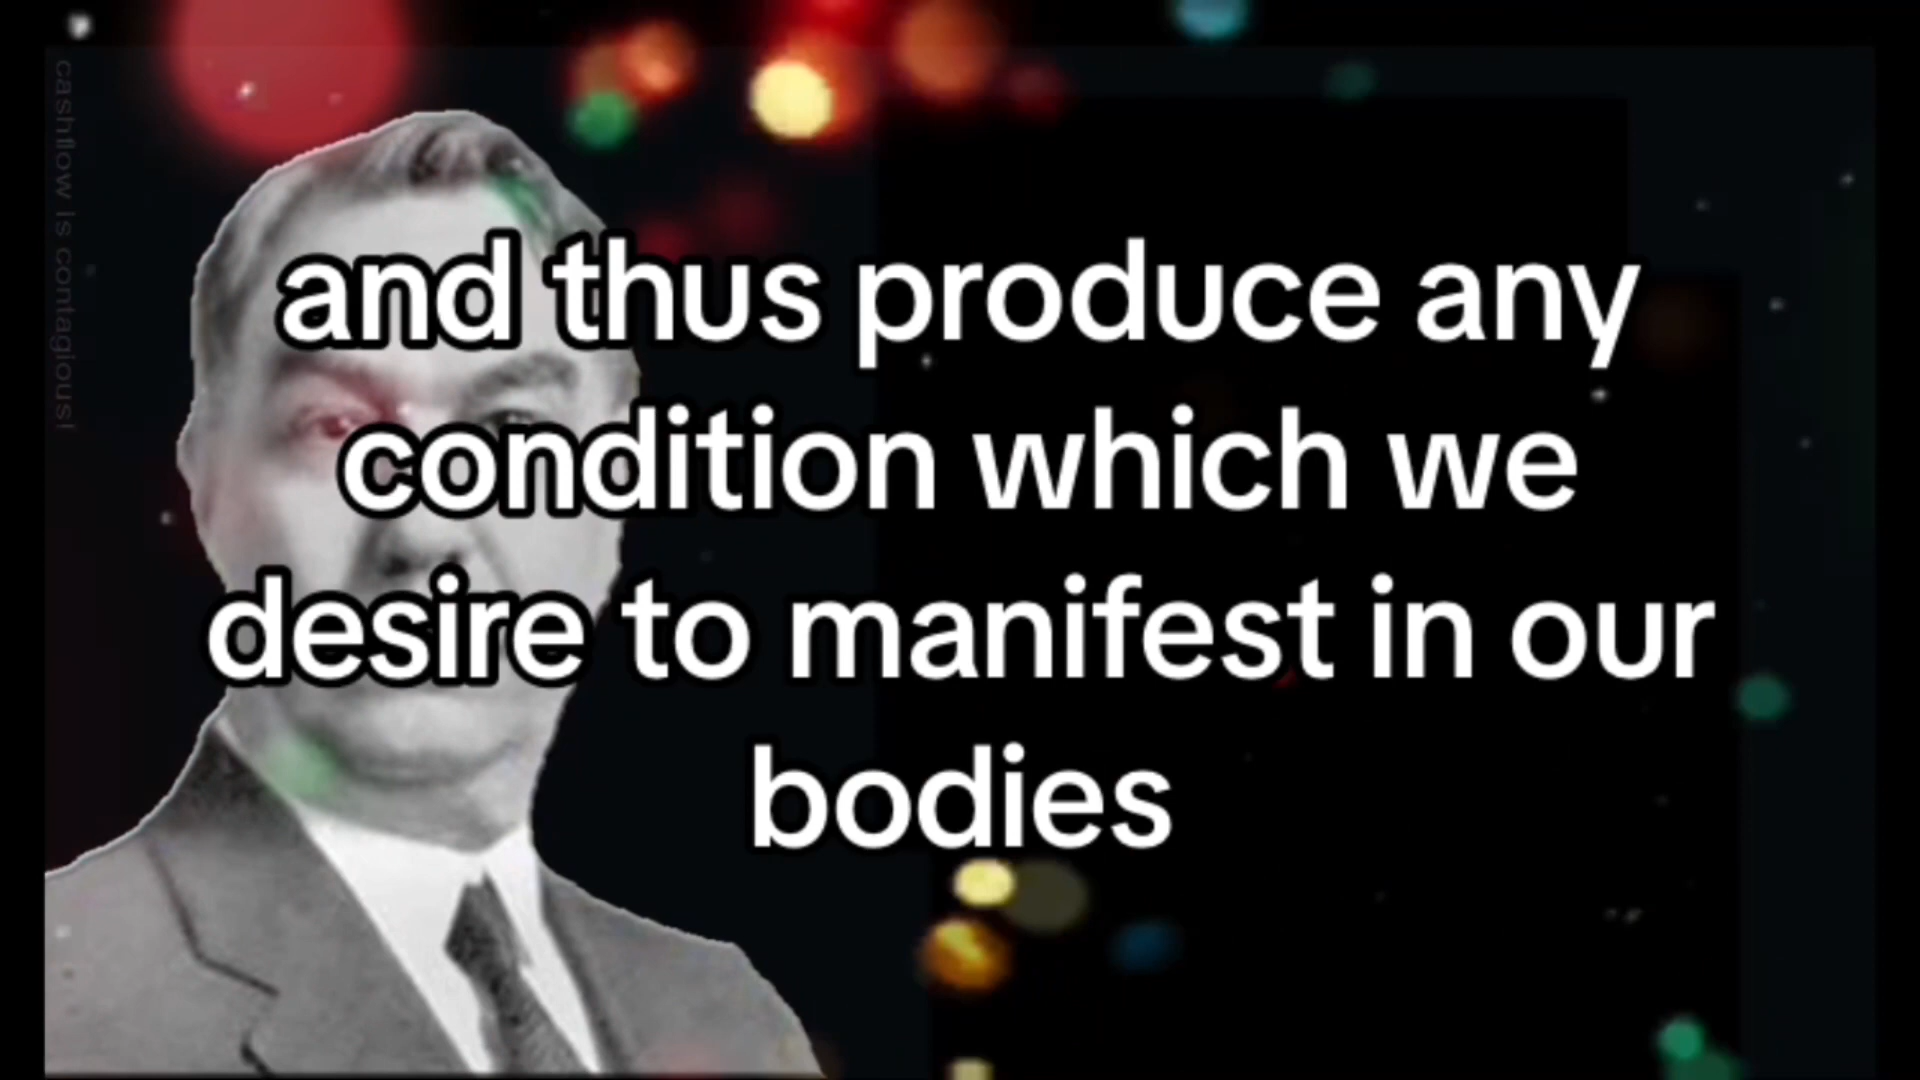 cashflow is contagious!
and thus produce any
condition which we
desire to manifest in our
bodies